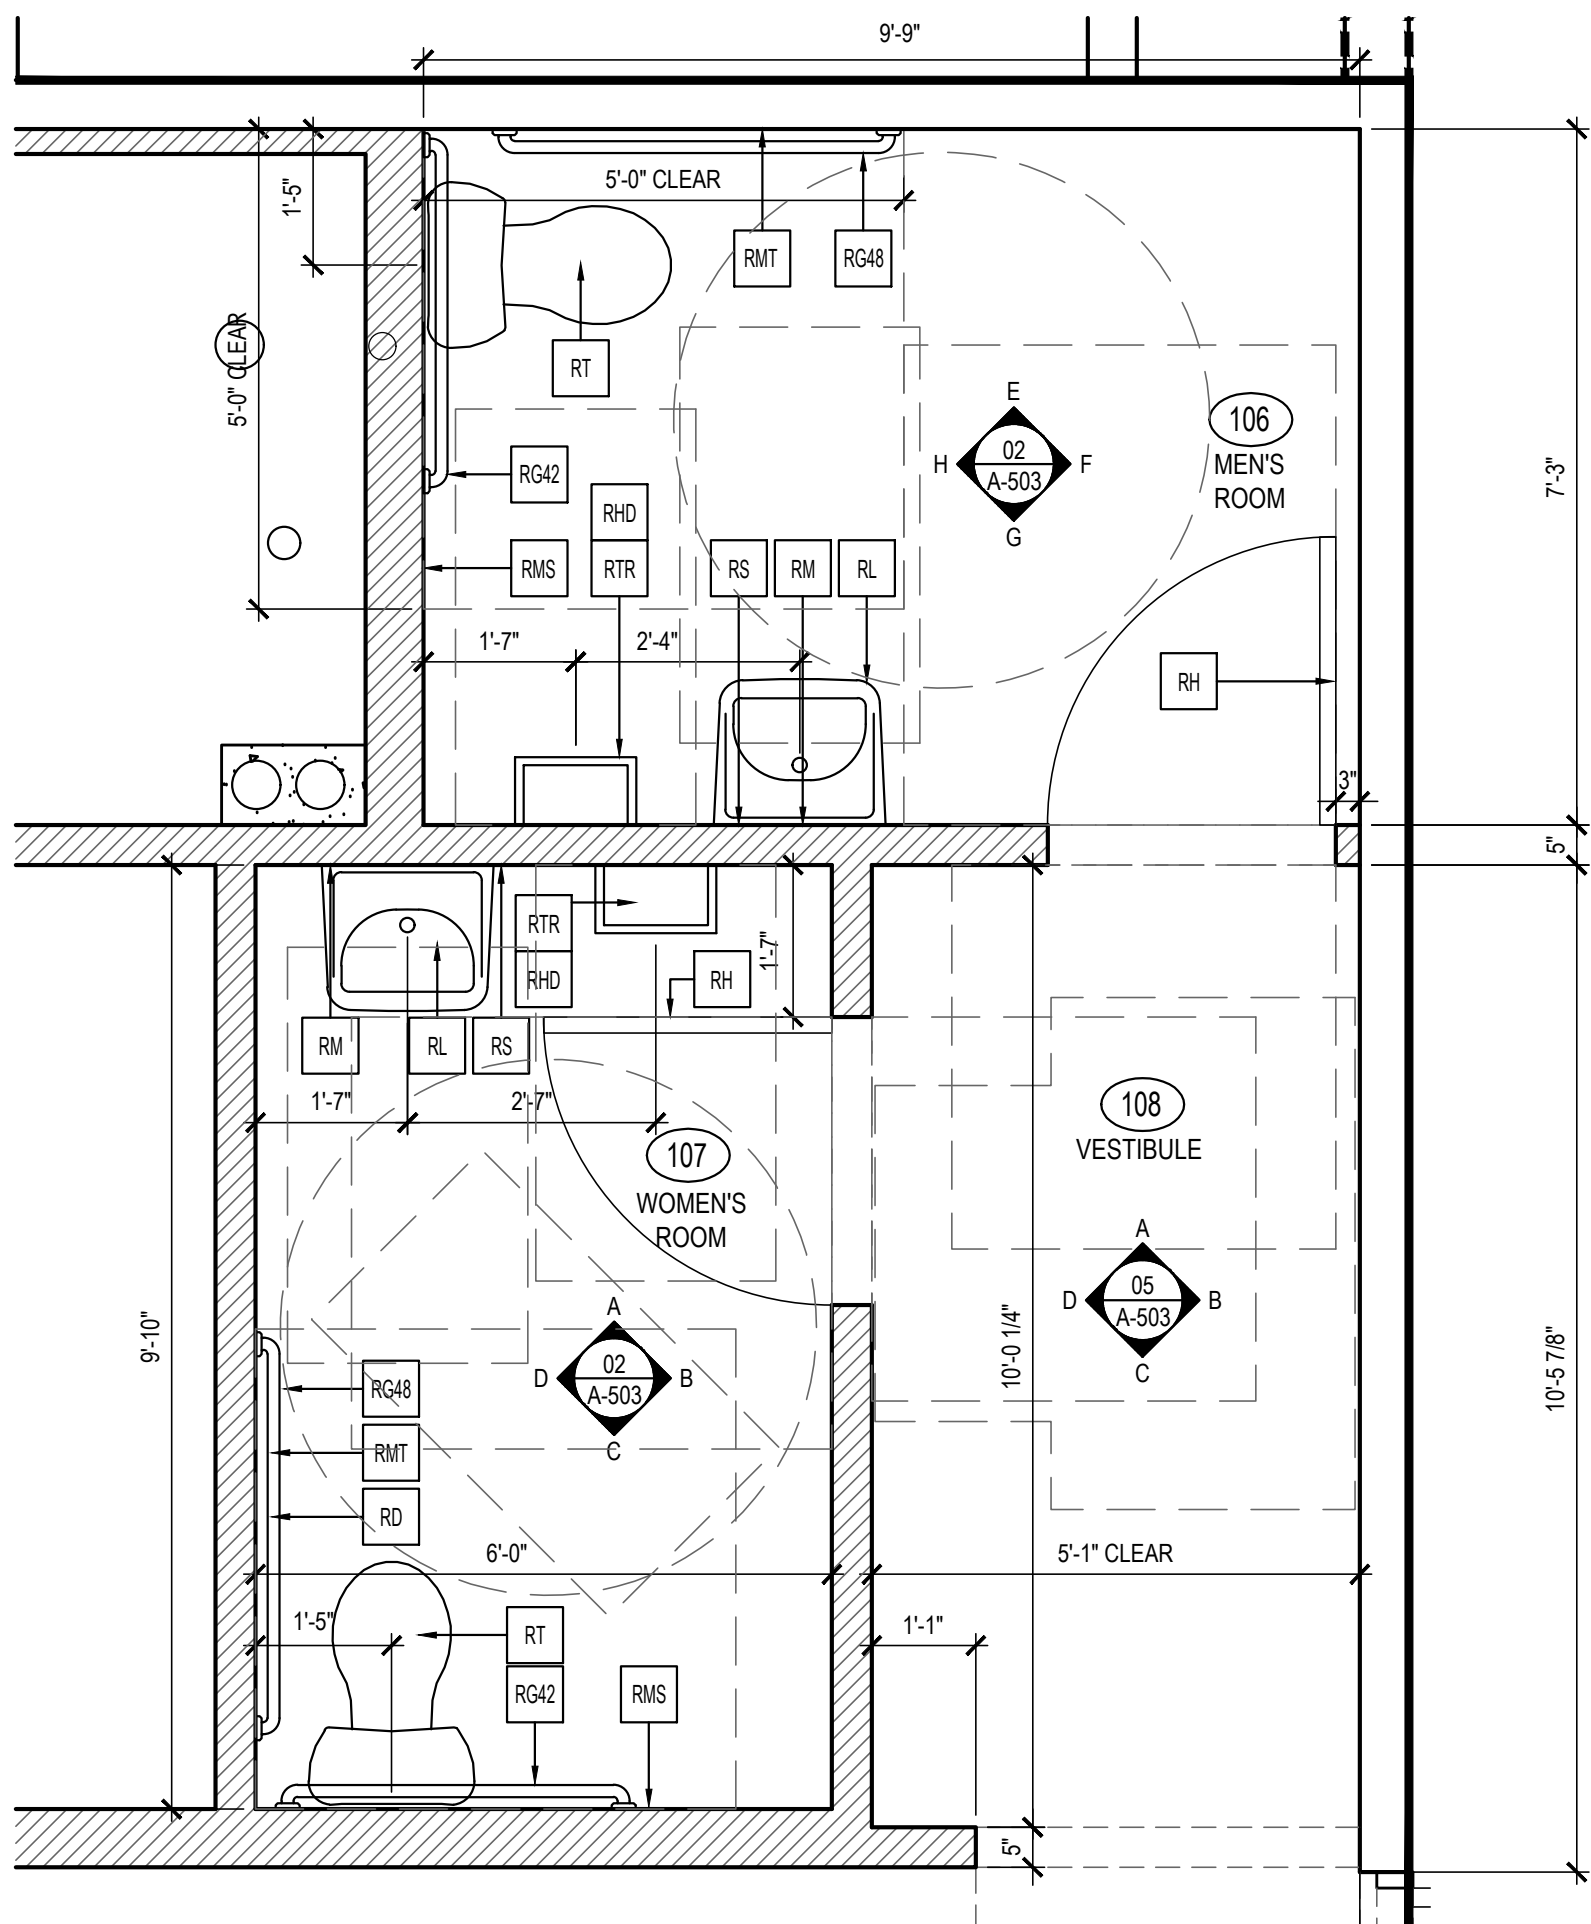 9'-9"
1'-5"
5'-0" CLEAR
RMT
RG48
5'-0" CLEAR
RT
E
106
02
H
F
A-503
MEN'S
ROOM
RG42
7'-3"
RHD
G
RMS
RTR
RS
RM
RL
1'-7"
2'-4"
RH
3"
5"
RTR
1'-7"
RHD
RH
RM
RL
RS
1'-7"
2'-7"
108
VESTIBULE
107
WOMEN'S
ROOM
A
05
D
B
A-503
C
A
9'-10"
10'-0 1/4"
02
D
B
A-503
C
10'-5 7/8"
RG48
RMT
RD
6'-0"
5'-1" CLEAR
1'-5"
RT
1'-1"
RG42
RMS
5"